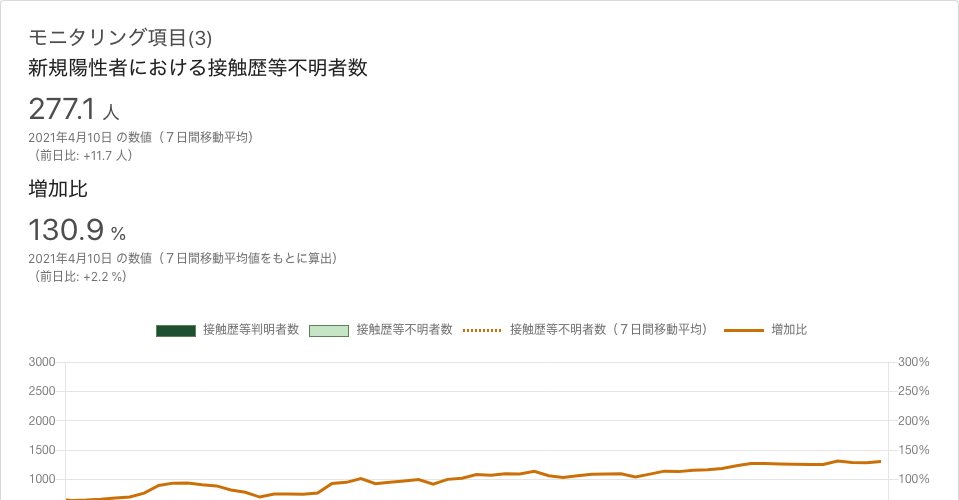 モニタリング項目(3)
新規陽性者における接触歴等不明者数
277.1 人
2021年4月10日 の数値（７日間移動平均）
（前日比: +11.7 人）
増加比
130.9 %
2021年4月10日 の数値（７日間移動平均値をもとに算出）
（前日比: +2.2 %）
接触歴等判明者数 接触歴等不明者数 接触歴等不明者数（７日間移動平均） 増加比
3000 300%
2500 250%
2000 200%
1500 150%
1000 100%